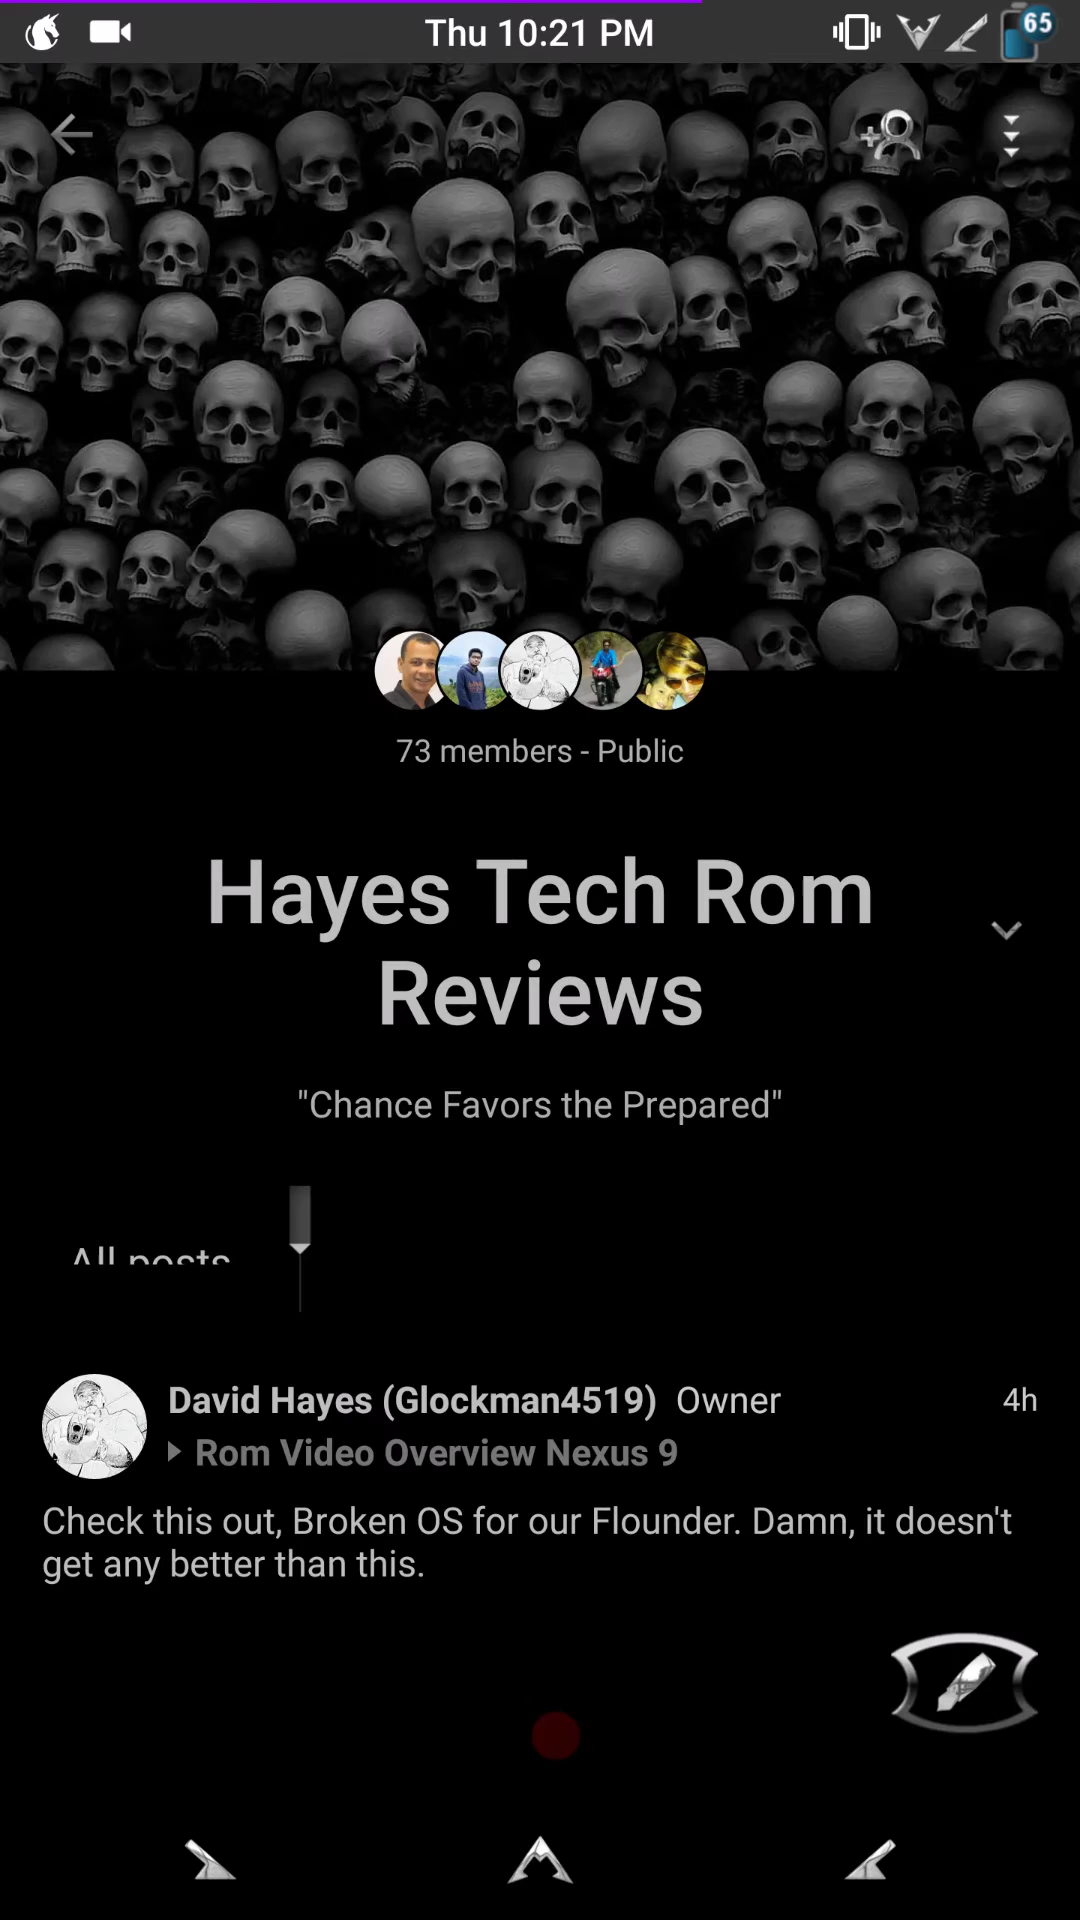 Thu 10:21 PM
65
73 members - Public
Hayes Tech Rom
Reviews
"Chance Favors the Prepared"
All posts
David Hayes (Glockman4519) Owner 4h
Rom Video Overview Nexus 9
Check this out, Broken OS for our Flounder. Damn, it doesn't
get any better than this.